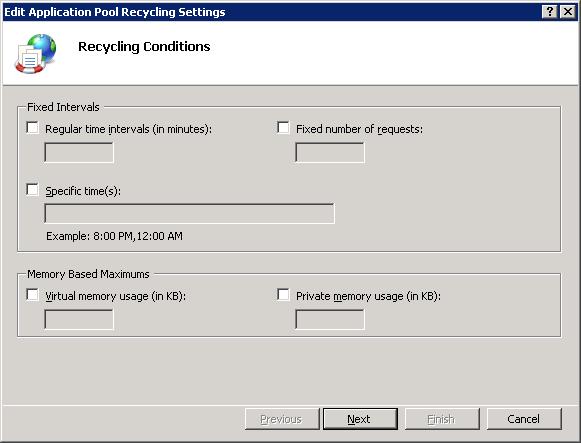 Edit Application Pool Recycling Settings
Recycling Conditions
Fixed Intervals
Regular time intervals (in minutes):
Fixed number of requests:
Specific time(s):
Example: 8:00 PM,12:00 AM
Memory Based Maximums
Virtual memory usage (in KB):
Private memory usage (in KB):
Previous
Next
Finish
Cancel